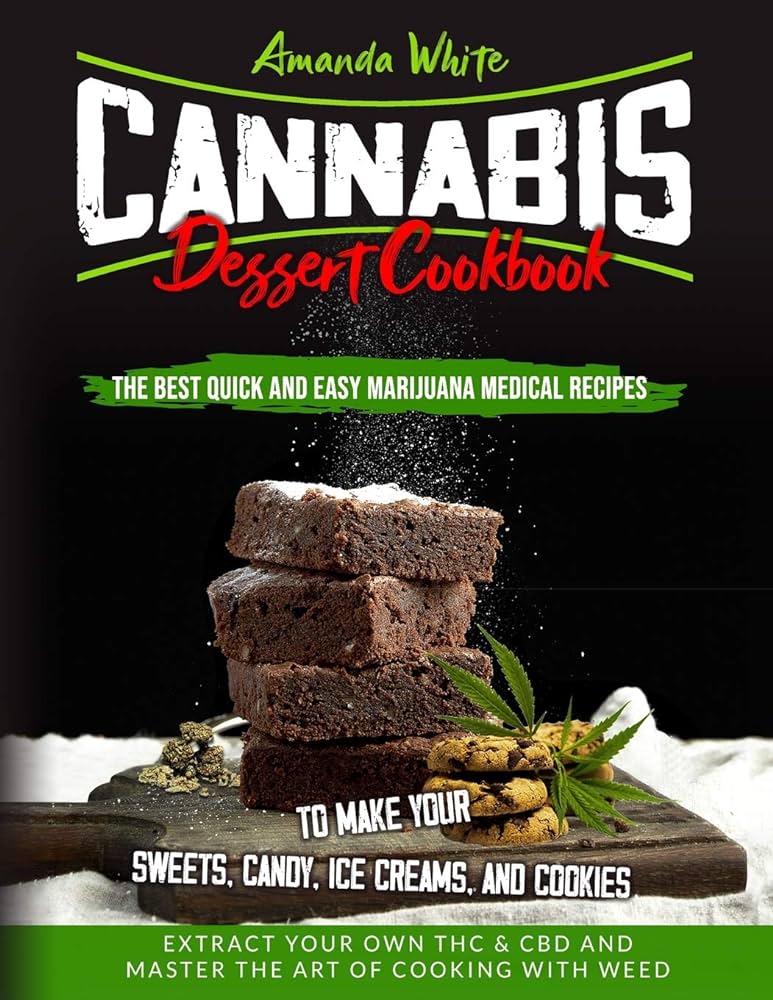 Amanda White
CANNABIS
Dessert Cookbook
THE BEST QUICK AND EASY MARIJUANA MEDICAL RECIPES
TO MAKE YOUR
SWEETS, CANDY, ICE CREAMS, AND COOKIES
EXTRACT YOUR OWN THC & CBD AND
MASTER THE ART OF COOKING WITH WEED